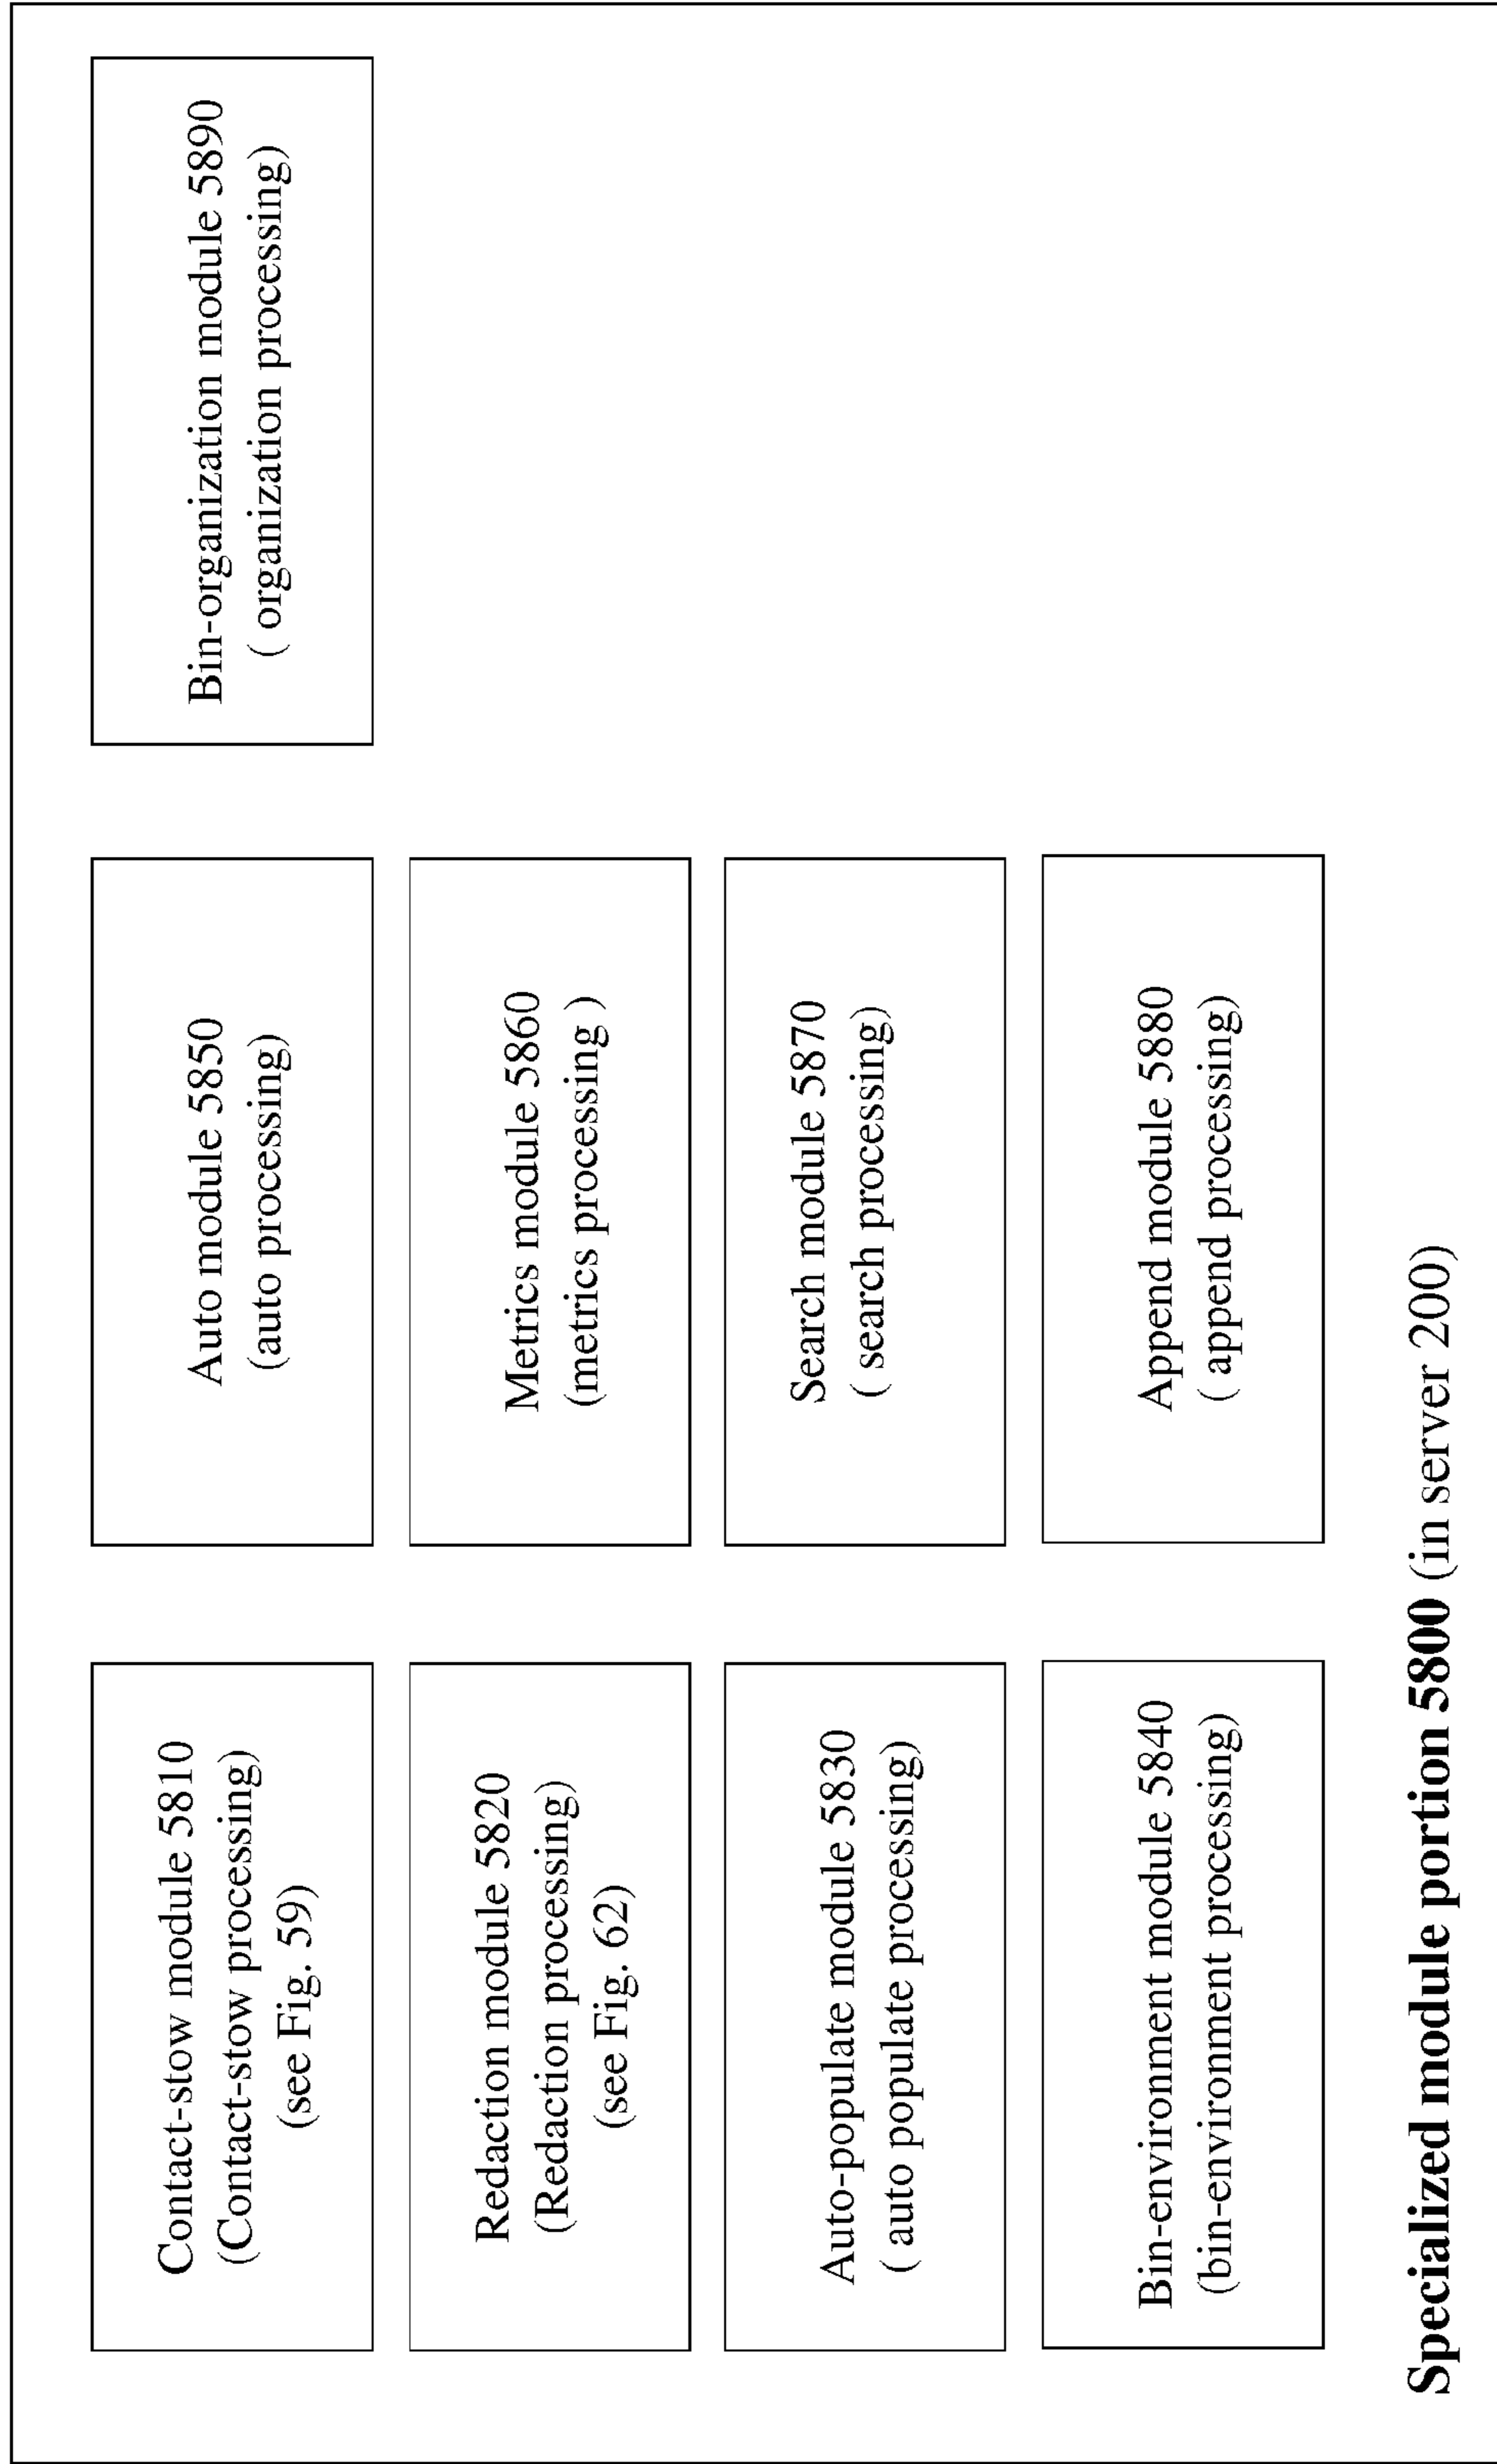 Contact-stow module 5810
(Contact-stow processing)
(see Fig. 59)
Redaction module 5820
(Redaction processing)
(see Fig. 62)
Auto-populate module 5830
( auto populate processing)
Bin-environment module 5840
(bin-environment processing)
Auto module 5850
(auto processing)
Metrics module 5860
(metrics processing )
Search module 5870
( search processing)
Append module 5880
( append processing)
Bin-organization module 5890
( organization processing)
Specialized module portion 5800 (in server 200)